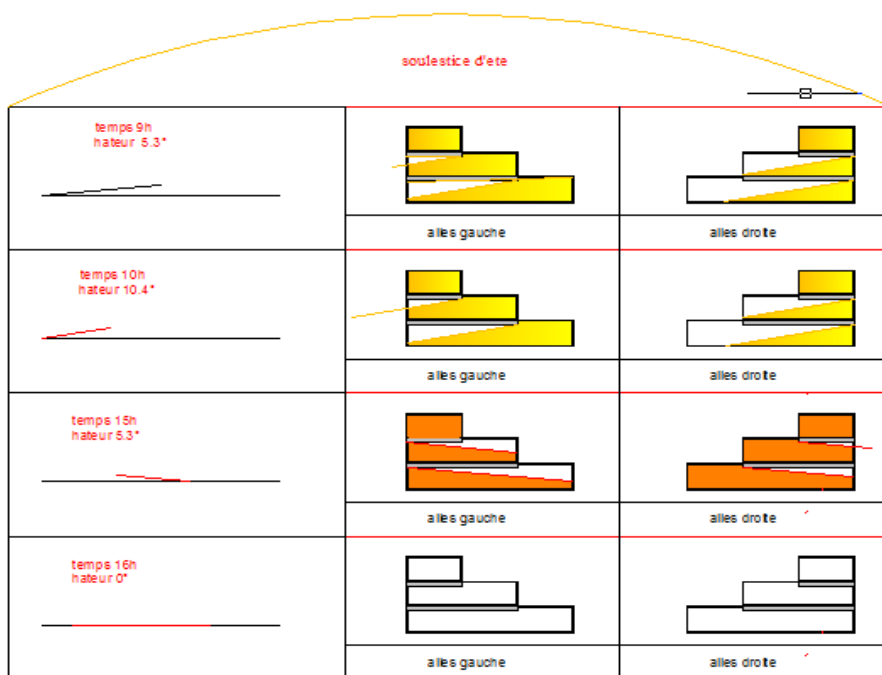 soulestice d'ete
temps 9h
hateur 5.3°
alles gauche
alles droite
temps 10h
hateur 10.4°
alles gauche
alles droite
temps 15h
hateur 5.3°
alles gauche
alles droite
temps 16h
hateur 0°
alles gauche
alles droite